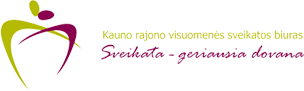 Kauno rajono visuomenės sveikatos biuras
Sveikata - geriausia dovana